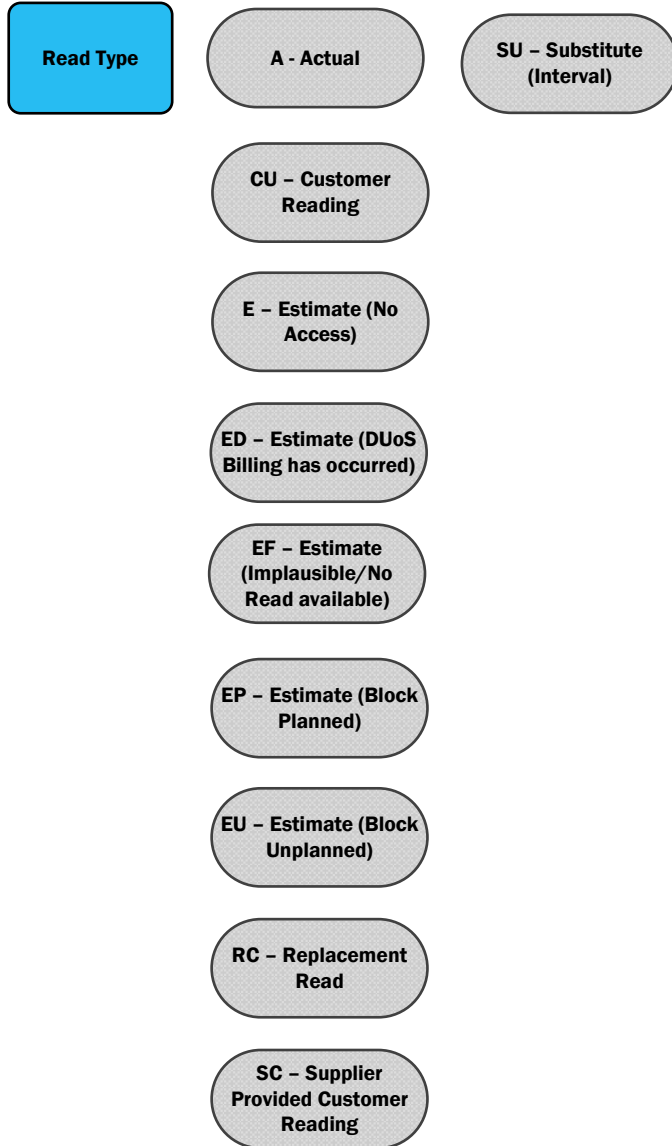 Read Type
A - Actual
SU – Substitute
(Interval)
CU – Customer
Reading
E – Estimate (No
Access)
ED – Estimate (DUoS
Billing has occurred)
EF – Estimate
(Implausible/No
Read available)
EP – Estimate (Block
Planned)
EU – Estimate (Block
Unplanned)
RC – Replacement
Read
SC – Supplier
Provided Customer
Reading